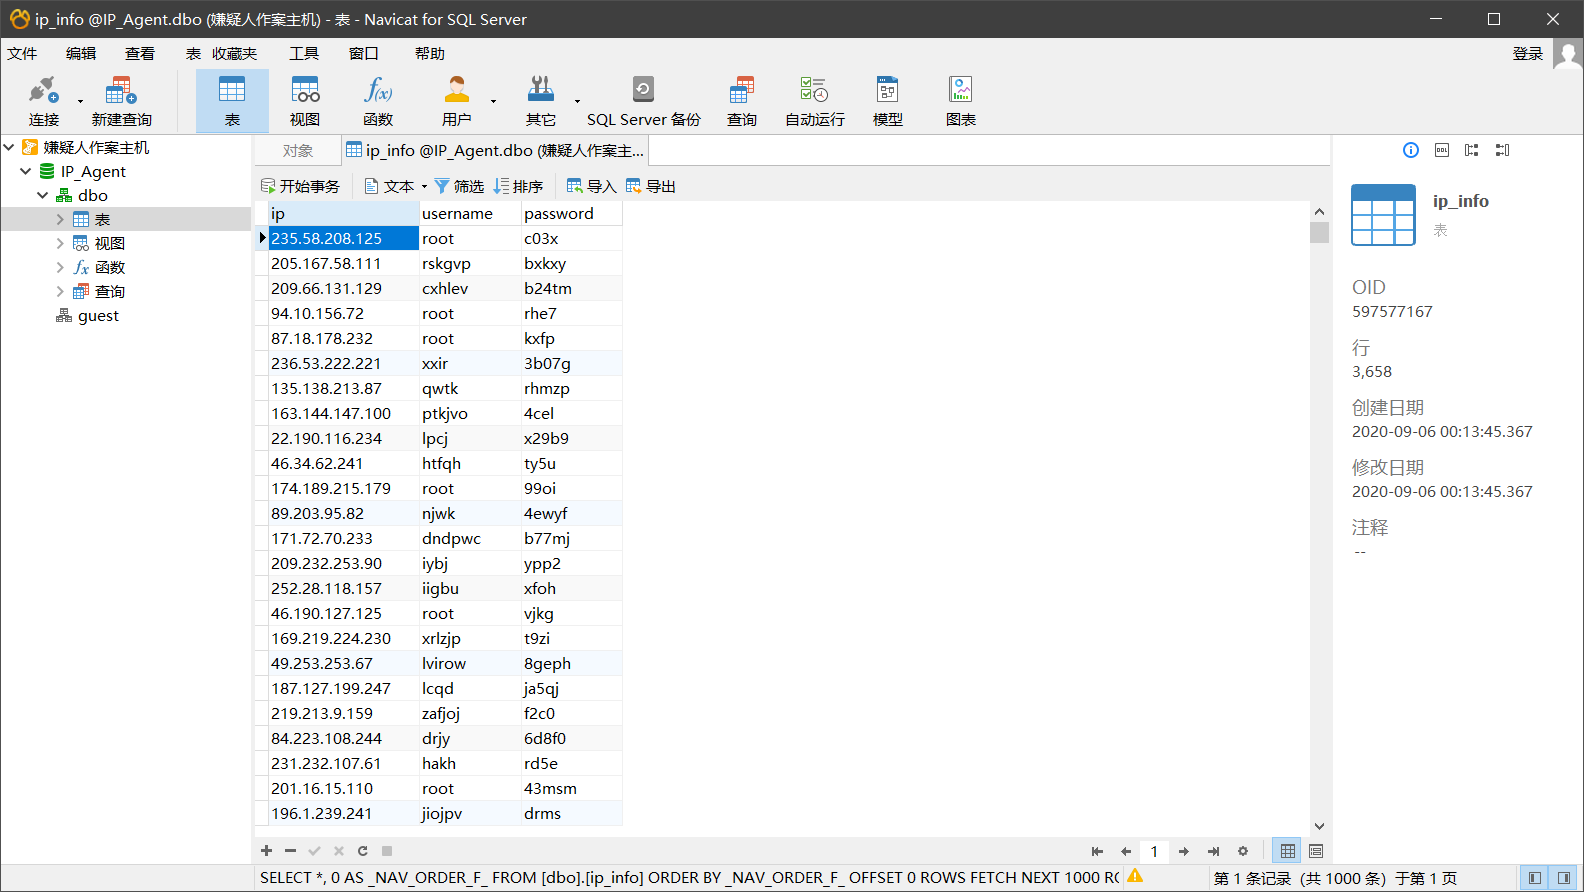 ip_info @IP_Agent.dbo (嫌疑人作案主机) - 表 - Navicat for SQL Server
文件 编辑 查看 表 收藏夹 工具 窗口 帮助 登录
连接 新建查询 表 视图 函数 用户 其它 SQL Server 备份 查询 自动运行 模型 图表
嫌疑人作案主机
IP_Agent
dbo
表
视图
函数
查询
guest
对象 ip_info @IP_Agent.dbo (嫌疑人作案主...
开始事务 文本 筛选 排序 导入 导出
ip username password
235.58.208.125 root c03x
205.167.58.111 rskgvp bxkxy
209.66.131.129 cxhlev b24tm
94.10.156.72 root rhe7
87.18.178.232 root kxfp
236.53.222.221 xxir 3b07g
135.138.213.87 qwtk rhmzp
163.144.147.100 ptkjvo 4cel
22.190.116.234 lpcj x29b9
46.34.62.241 htfqh ty5u
174.189.215.179 root 99oi
89.203.95.82 njwk 4ewyf
171.72.70.233 dndpwc b77mj
209.232.253.90 iybj ypp2
252.28.118.157 iigbu xfoh
46.190.127.125 root vjkg
169.219.224.230 xrlzjp t9zi
49.253.253.67 lvirow 8geph
187.127.199.247 lcqd ja5qj
219.213.9.159 zafjoj f2c0
84.223.108.244 drjy 6d8f0
231.232.107.61 hakh rd5e
201.16.15.110 root 43msm
196.1.239.241 jiojpv drms
ip_info
表
OID
597577167
行
3,658
创建日期
2020-09-06 00:13:45.367
修改日期
2020-09-06 00:13:45.367
注释
--
1
SELECT *, 0 AS _NAV_ORDER_F_ FROM [dbo].[ip_info] ORDER BY _NAV_ORDER_F_ OFFSET 0 ROWS FETCH NEXT 1000 RO
第 1 条记录（共 1000 条）于第 1 页